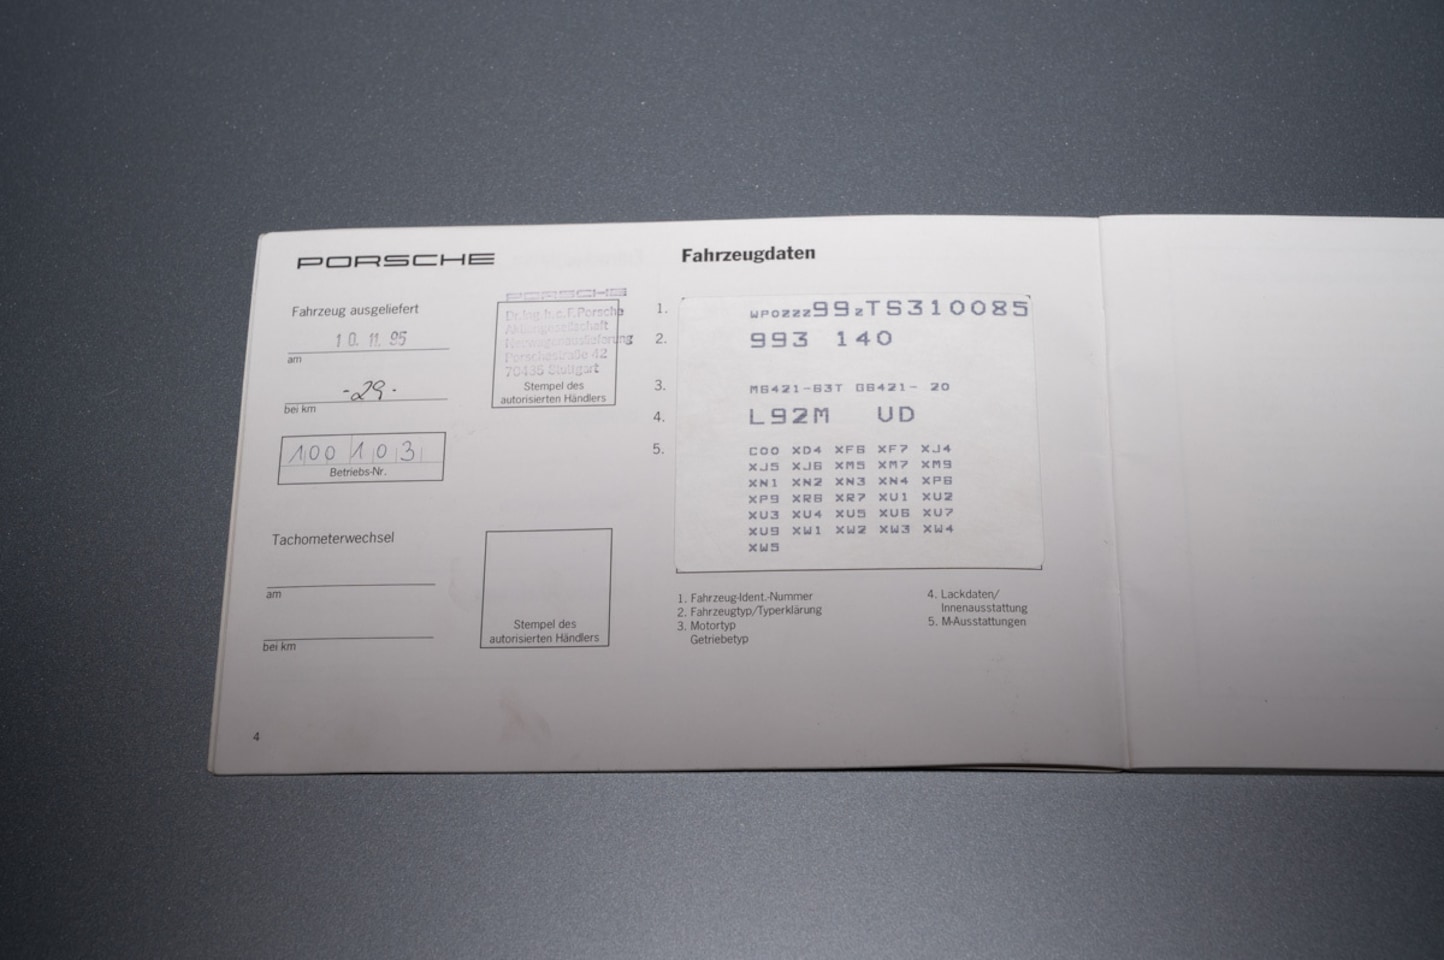 PORSCHE
Fahrzeug ausgeliefert
10. 11. 95
am
-29-
bei km
100 103
Betriebs-Nr.
PORSCHE
Dr. Ing. h. c. F. Porsche
Aktiengesellschaft
Porschestraße 42
70435 Stuttgart
Stempel des
autorisierten Händlers
Tachometerwechsel
am
bei km
Stempel des
autorisierten Händlers
4
Fahrzeugdaten
1. WP0ZZZ99ZTS310085
2. 993 140
3. M6421-63T G6421- 20
4. L92M UD
5. C00 XD4 XF6 XF7 XJ4
XJ5 XJ6 XM5 XM7 XM9
XN1 XN2 XN3 XN4 XP6
XP9 XR6 XR7 XU1 XU2
XU3 XU4 XU5 XU6 XU7
XU9 XW1 XW2 XW3 XW4
XW5
1. Fahrzeug-Ident.-Nummer
2. Fahrzeugtyp/Typerklärung
3. Motortyp
Getriebetyp
4. Lackdaten/
Innenausstattung
5. M-Ausstattungen